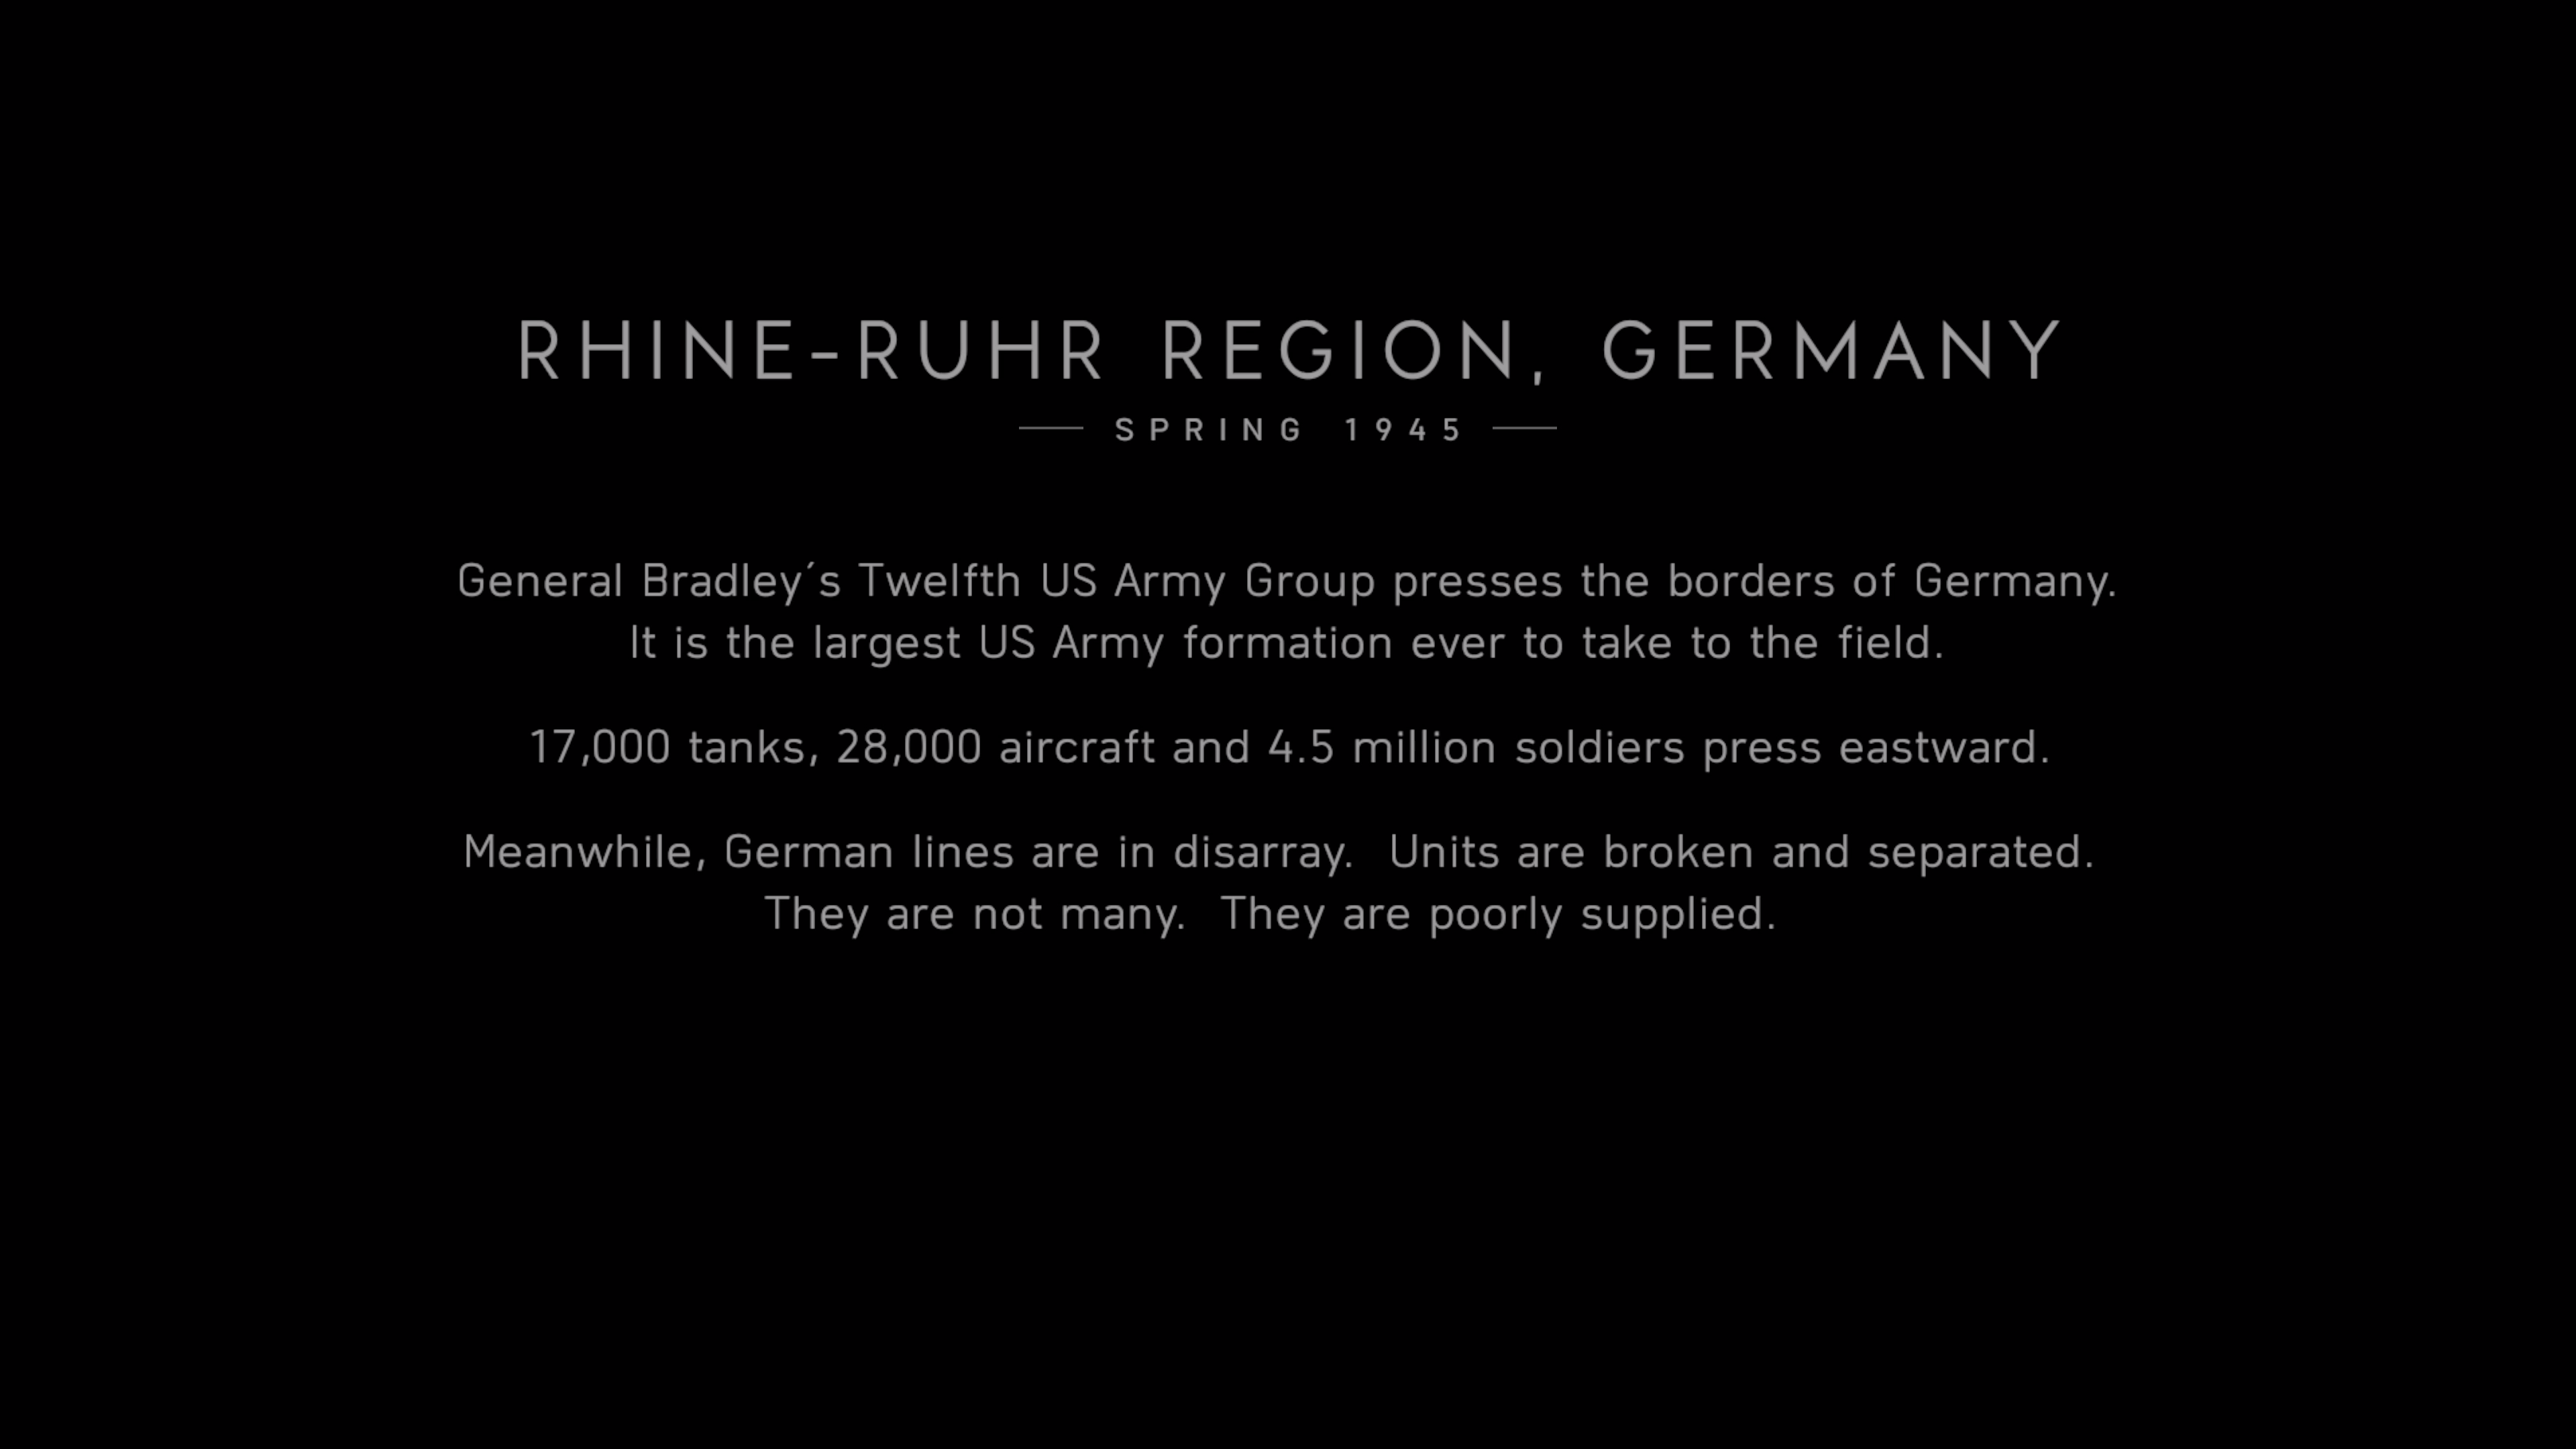 RHINE-RUHR REGION, GERMANY
SPRING 1945
General Bradley´s Twelfth US Army Group presses the borders of Germany.
It is the largest US Army formation ever to take to the field.
17,000 tanks, 28,000 aircraft and 4.5 million soldiers press eastward.
Meanwhile, German lines are in disarray.  Units are broken and separated.
They are not many.  They are poorly supplied.